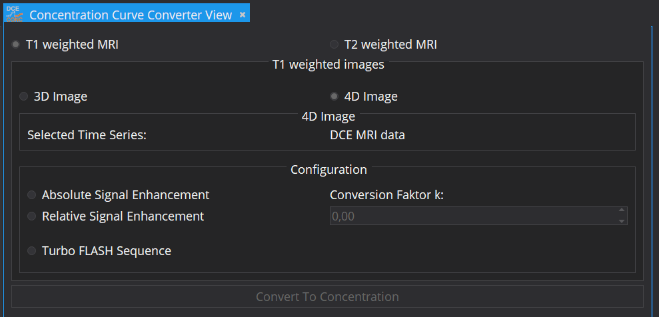 DCE
Concentration Curve Converter View ×
T1 weighted MRI T2 weighted MRI
T1 weighted images
3D Image 4D Image
4D Image
Selected Time Series: DCE MRI data
Configuration
Absolute Signal Enhancement Conversion Faktor k:
Relative Signal Enhancement 0,00
Turbo FLASH Sequence
Convert To Concentration